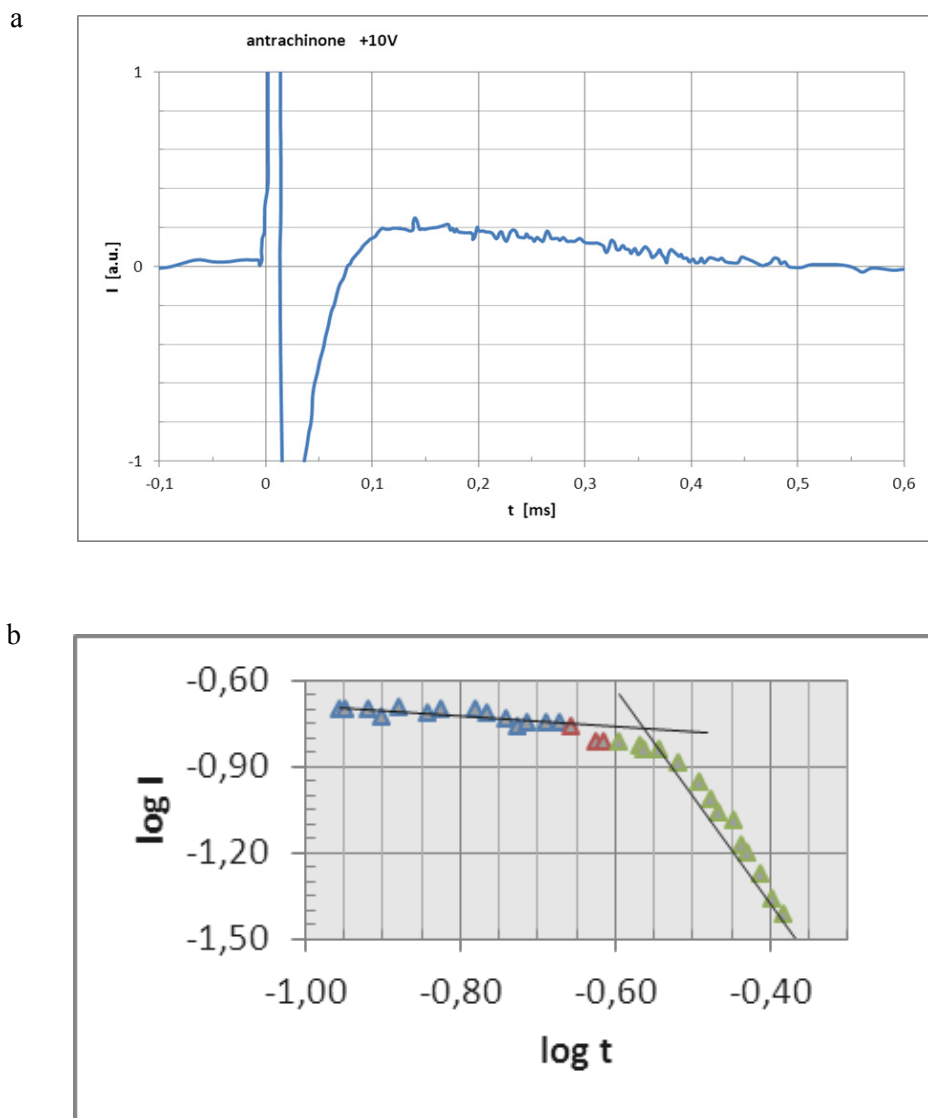 a
antrachinone +10V
1
0
-1
I [a.u.]
-0,1 0 0,1 0,2 0,3 0,4 0,5 0,6
t [ms]
b
-0,60
-0,90
-1,20
-1,50
log I
-1,00 -0,80 -0,60 -0,40
log t